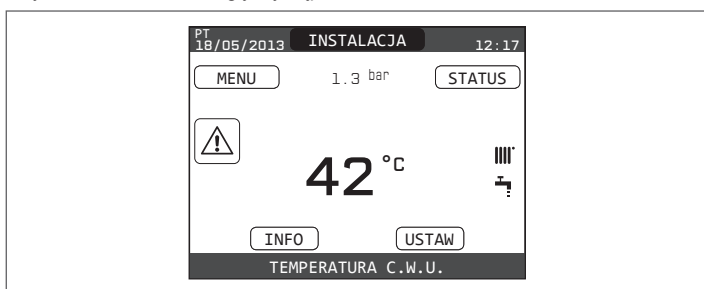 PT
18/05/2013 INSTALACJA 12:17
MENU 1.3 bar STATUS
42 °C
INFO USTAW
TEMPERATURA C.W.U.